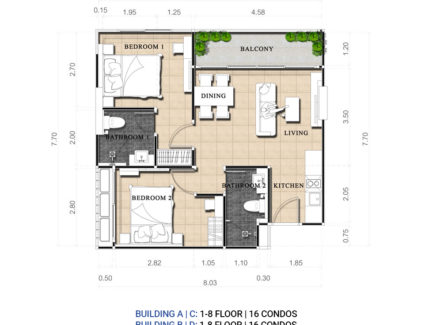 0.15 1.95 1.25 4.58
BEDROOM 1
BALCONY
1.20
2.70
DINING
LIVING
3.50
7.70
7.70
2.00
BATHROOM 1
BATHROOM 2
KITCHEN
2.05
BEDROOM 2
2.80
0.75
0.50 2.82 1.05 1.10 0.30 1.85
8.03
BUILDING A | C: 1-8 FLOOR | 16 CONDOS
BUILDING B | D: 1-8 FLOOR | 16 CONDOS